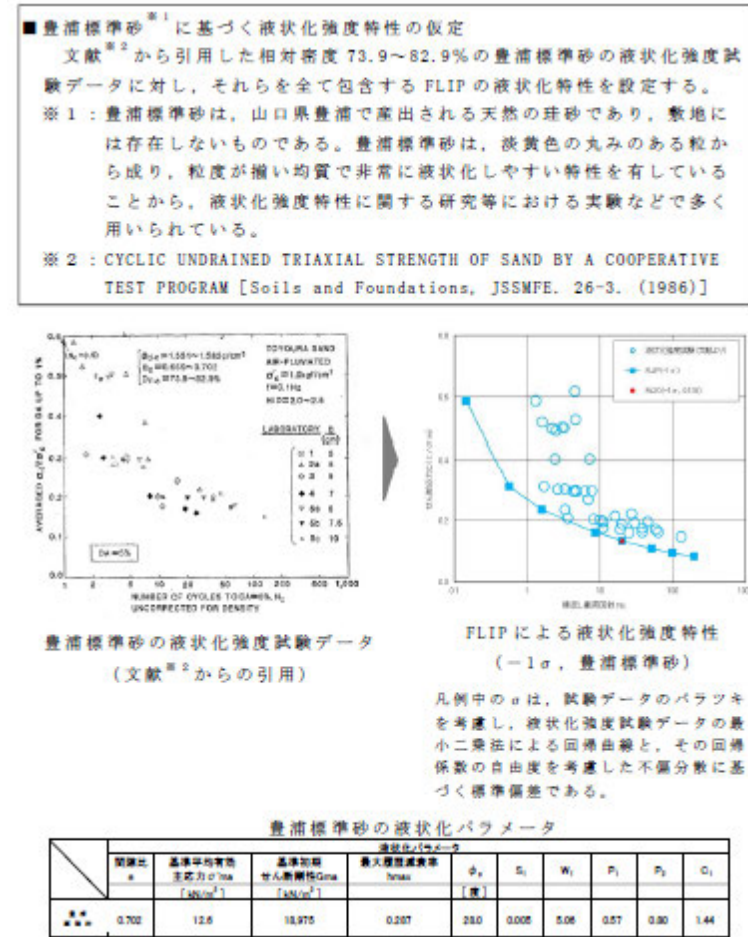 ■豊浦標準砂※1に基づく液状化強度特性の仮定
文献※2から引用した相対密度 73.9～82.9%の豊浦標準砂の液状化強度試
験データに対し，それらを全て包含する FLIP の液状化特性を設定する。
※1：豊浦標準砂は，山口県豊浦で産出される天然の珪砂であり，敷地に
は存在しないものである。豊浦標準砂は，淡黄色の丸みのある粒か
ら成り，粒度が揃い均質で非常に液状化しやすい特性を有している
ことから，液状化強度特性に関する研究等における実験などで多く
用いられている。
※2：CYCLIC UNDRAINED TRIAXIAL STRENGTH OF SAND BY A COOPERATIVE
TEST PROGRAM [Soils and Foundations, JSSMFE. 26-3. (1986)]
TOYOURA SAND
AIR-PLUVIATED
LABORATORY
DA=5%
NUMBER OF CYCLES TO DA=5%, Nc
UNCORRECTED FOR DENSITY
豊浦標準砂の液状化強度試験データ
（文献※2からの引用）
FLIP による液状化強度特性
（－1σ，豊浦標準砂）
凡例中のσは，試験データのバラツキ
を考慮し，液状化強度試験データの最
小二乗法による回帰曲線と，その回帰
係数の自由度を考慮した不偏分散に基
づく標準偏差である。
豊浦標準砂の液状化パラメータ
液状化パラメータ
間隙比 e
基準平均有効主応力 σ'ma [kN/m²]
基準初期せん断剛性Gma [kN/m²]
最大履歴減衰率 hmax
[度]
S₁ W₁ P₁ P₂ C₁
0.702 12.6 18,975 0.287 28.0 0.005 5.06 0.57 0.80 1.44